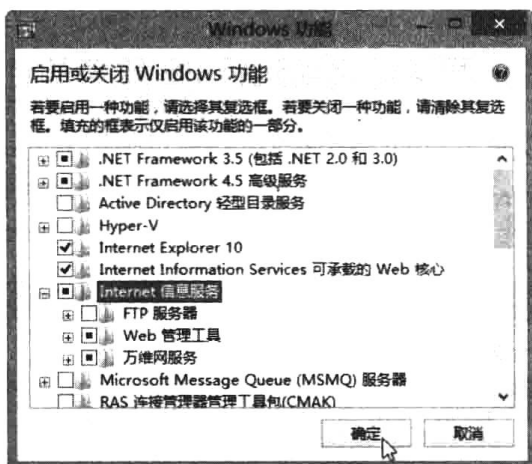 Windows 功能
启用或关闭 Windows 功能
若要启用一种功能，请选择其复选框。若要关闭一种功能，请清除其复选
框。填充的框表示仅启用该功能的一部分。
.NET Framework 3.5 (包括 .NET 2.0 和 3.0)
.NET Framework 4.5 高级服务
Active Directory 轻型目录服务
Hyper-V
Internet Explorer 10
Internet Information Services 可承载的 Web 核心
Internet 信息服务
FTP 服务器
Web 管理工具
万维网服务
Microsoft Message Queue (MSMQ) 服务器
RAS 连接管理器管理工具包(CMAK)
确定
取消